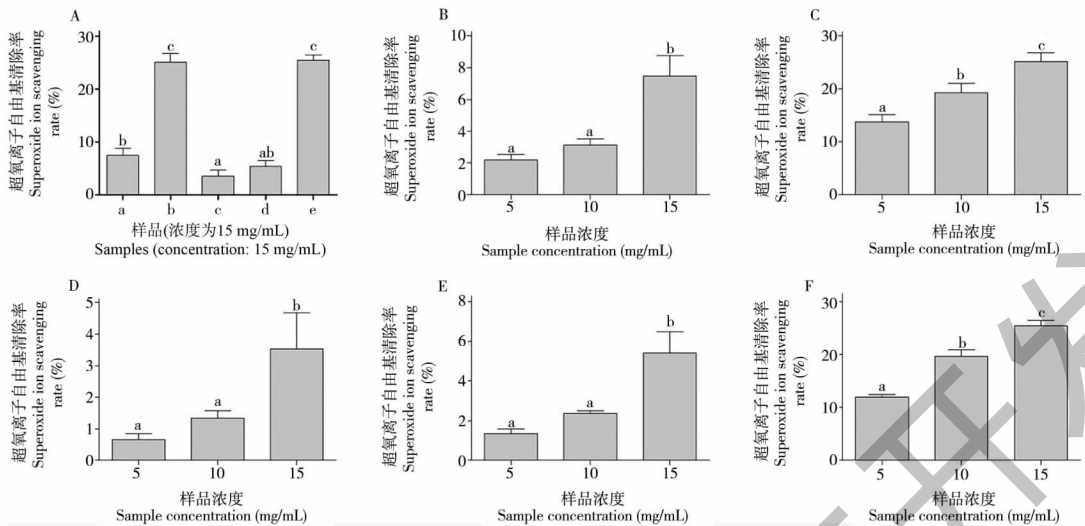 A
超氧离子自由基清除率
Superoxide ion scavenging
rate (%)
30
20
10
0
b
c
a
ab
c
a
b
c
d
e
样品(浓度为15 mg/mL)
Samples (concentration: 15 mg/mL)
B
超氧离子自由基清除率
Superoxide ion scavenging
rate (%)
10
8
6
4
2
0
a
a
b
5
10
15
样品浓度
Sample concentration (mg/mL)
C
超氧离子自由基清除率
Superoxide ion scavenging
rate (%)
30
20
10
0
a
b
c
5
10
15
样品浓度
Sample concentration (mg/mL)
D
超氧离子自由基清除率
Superoxide ion scavenging
rate (%)
5
4
3
2
1
0
a
a
b
5
10
15
样品浓度
Sample concentration (mg/mL)
E
超氧离子自由基清除率
Superoxide ion scavenging
rate (%)
8
6
4
2
0
a
a
b
5
10
15
样品浓度
Sample concentration (mg/mL)
F
超氧离子自由基清除率
Superoxide ion scavenging
rate (%)
30
20
10
0
a
b
c
5
10
15
样品浓度
Sample concentration (mg/mL)